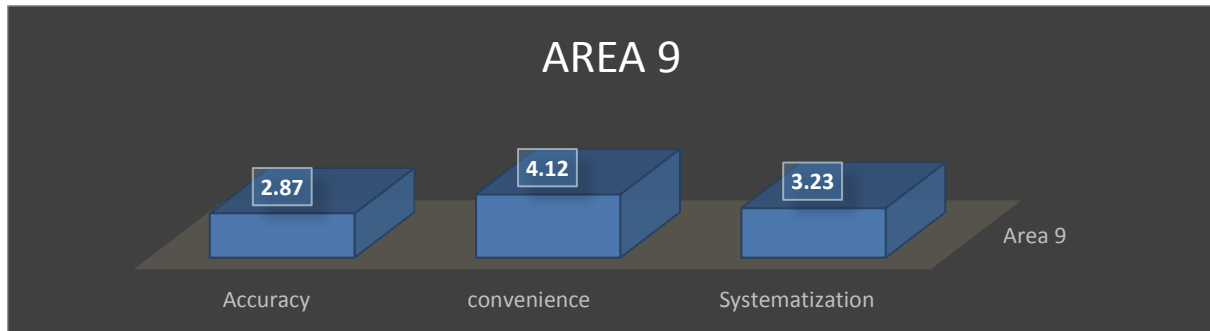 AREA 9
2.87
4.12
3.23
Area 9
Accuracy
convenience
Systematization